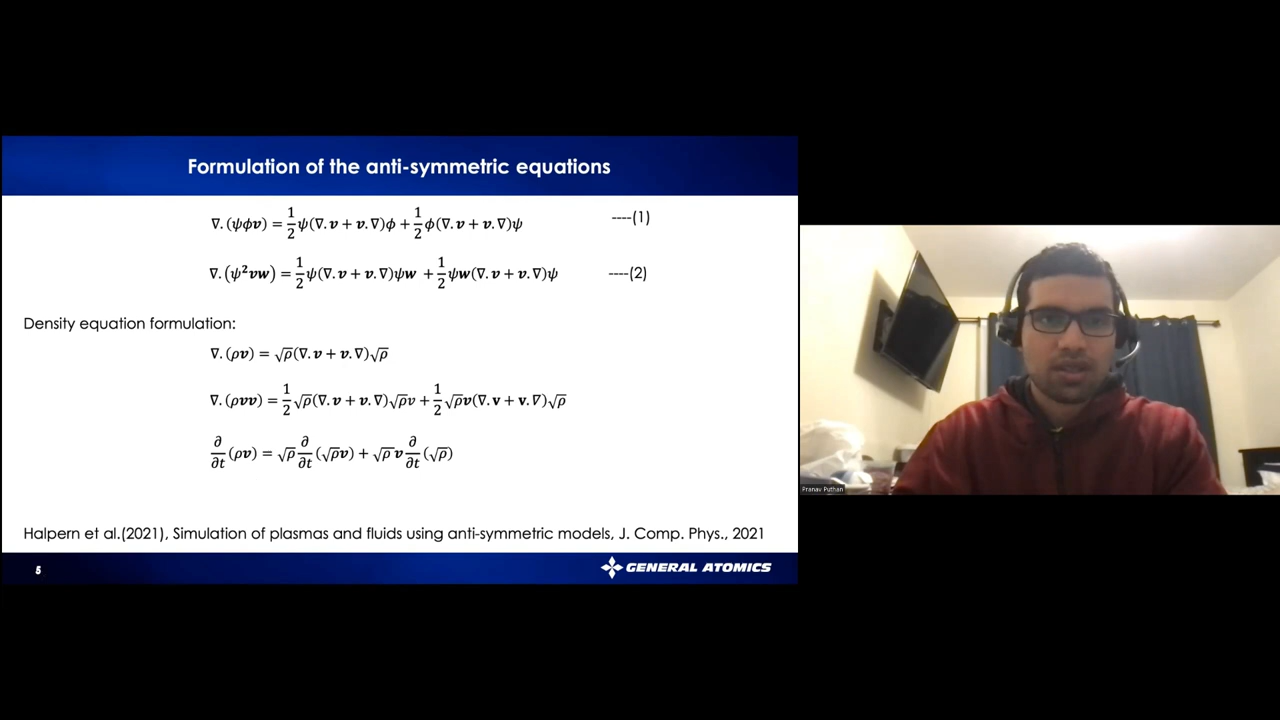 Formulation of the anti-symmetric equations
∇.(ψϕ𝒗) = 1/2 ψ(∇.𝒗 + 𝒗.∇)ϕ + 1/2 ϕ(∇.𝒗 + 𝒗.∇)ψ ----(1)
∇.(ψ²𝒗𝒘) = 1/2 ψ(∇.𝒗 + 𝒗.∇)ψ𝒘 + 1/2 ψ𝒘(∇.𝒗 + 𝒗.∇)ψ ----(2)
Density equation formulation:
∇.(ρ𝒗) = √ρ(∇.𝒗 + 𝒗.∇)√ρ
∇.(ρ𝒗𝒗) = 1/2 √ρ(∇.𝒗 + 𝒗.∇)√ρv + 1/2 √ρ𝒗(∇.𝐯 + 𝐯.∇)√ρ
∂/∂t (ρ𝒗) = √ρ ∂/∂t (√ρ𝒗) + √ρ 𝒗 ∂/∂t (√ρ)
Halpern et al.(2021), Simulation of plasmas and fluids using anti-symmetric models, J. Comp. Phys., 2021
5
GENERAL ATOMICS
Pranav Puthan